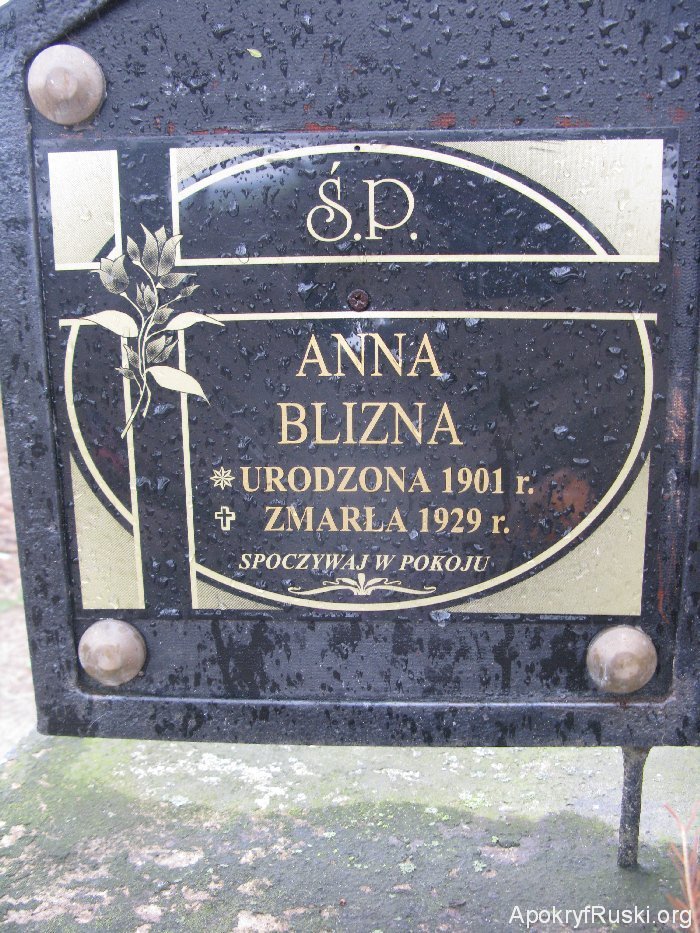 Ś.P.
ANNA
BLIZNA
URODZONA 1901 r.
ZMARŁA 1929 r.
SPOCZYWAJ W POKOJU
ApokryfRuski.org